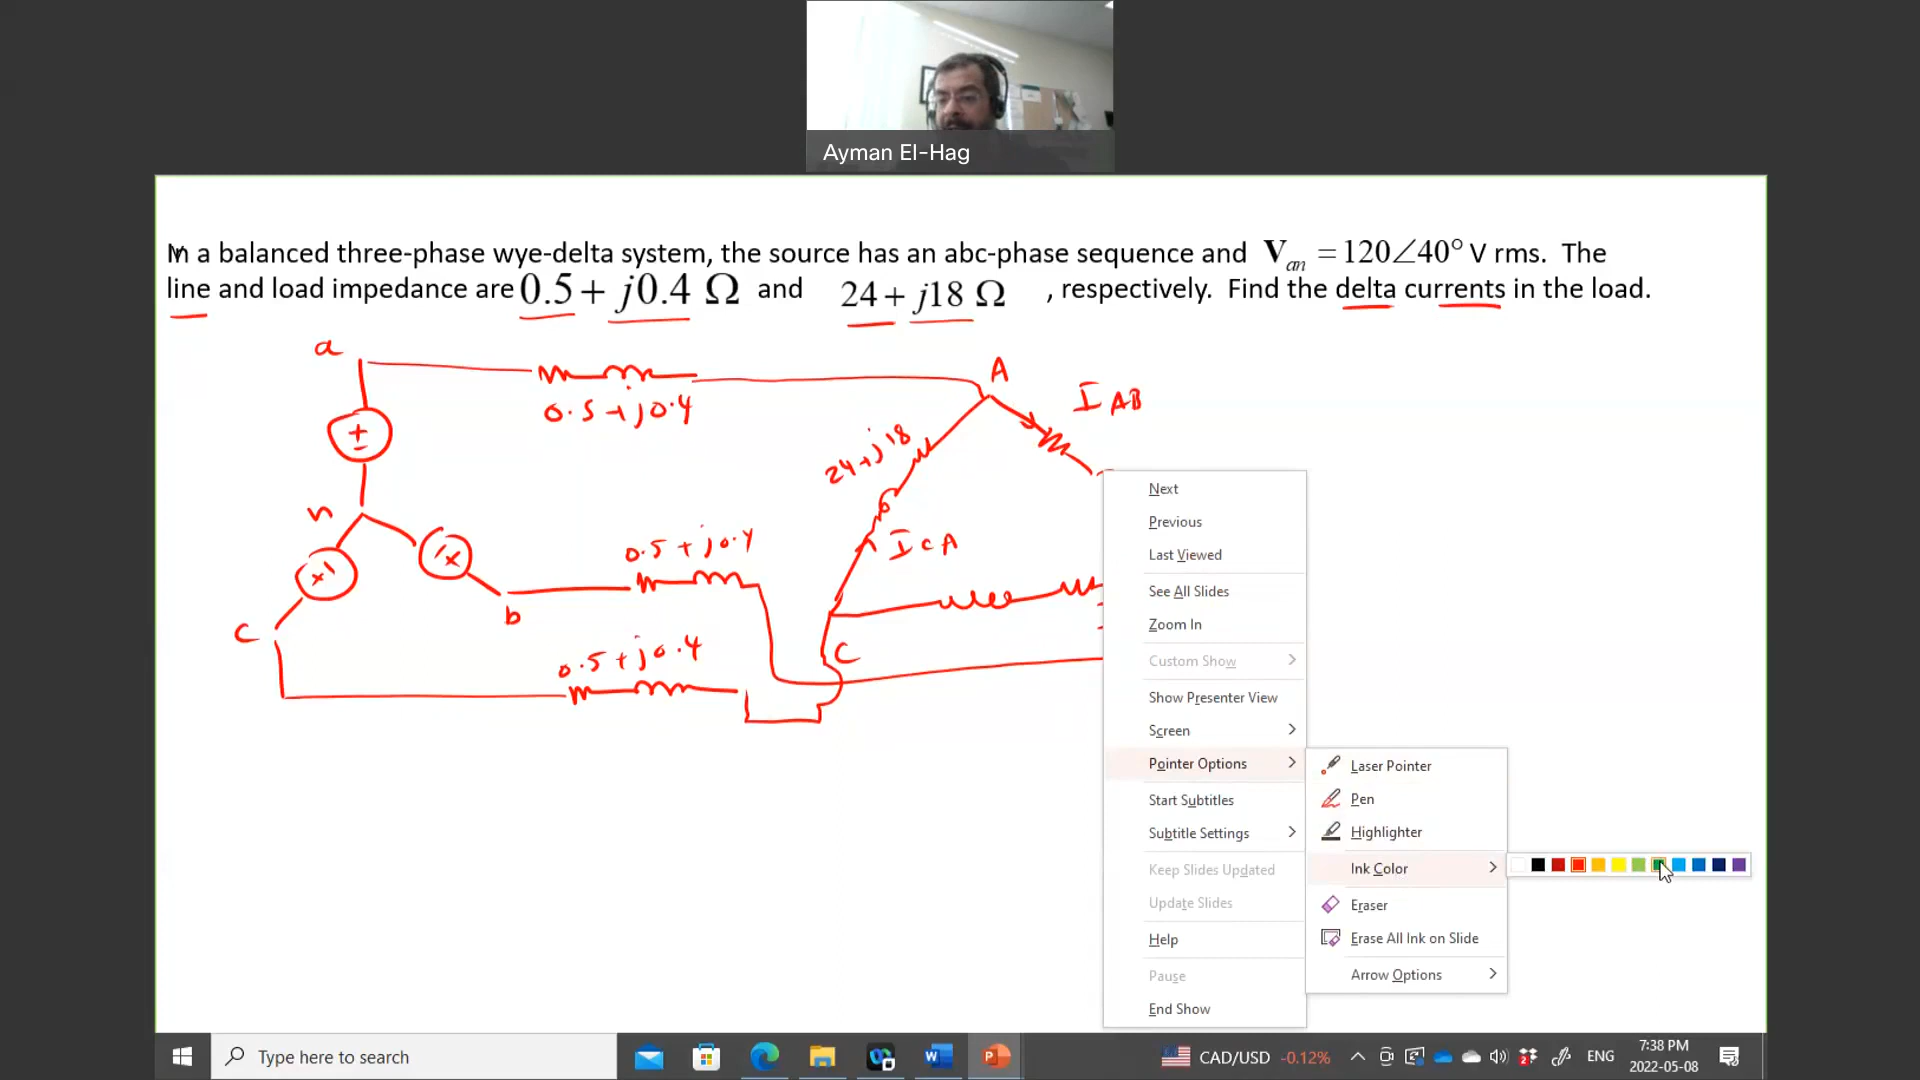 Ayman El-Hag
In a balanced three-phase wye-delta system, the source has an abc-phase sequence and V_an = 120∠40° V rms. The
line and load impedance are 0.5 + j0.4 Ω and 24 + j18 Ω , respectively. Find the delta currents in the load.
a
A
I AB
0.5 + j0.4
24 + j18
n
I CA
0.5 + j0.4
b
c
0.5 + j0.4
C
Next
Previous
Last Viewed
See All Slides
Zoom In
Custom Show
Show Presenter View
Screen
Pointer Options
Start Subtitles
Subtitle Settings
Keep Slides Updated
Update Slides
Help
Pause
End Show
Laser Pointer
Pen
Highlighter
Ink Color
Eraser
Erase All Ink on Slide
Arrow Options
Type here to search
CAD/USD -0.12%
ENG
7:38 PM
2022-05-08